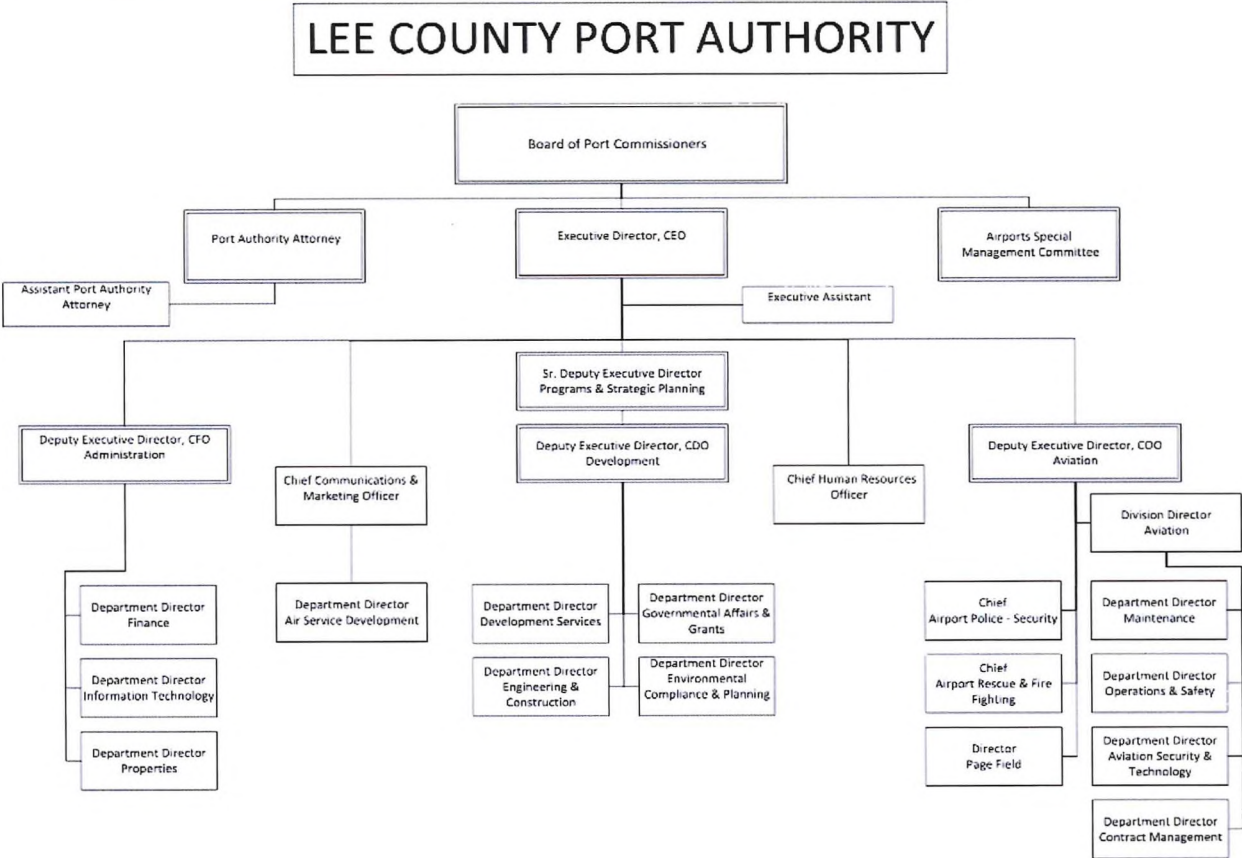 LEE COUNTY PORT AUTHORITY
Board of Port Commissioners
Port Authority Attorney
Executive Director, CEO
Airports Special
Management Committee
Assistant Port Authority
Attorney
Executive Assistant
Sr. Deputy Executive Director
Programs & Strategic Planning
Deputy Executive Director, CFO
Administration
Deputy Executive Director, CDO
Development
Deputy Executive Director, COO
Aviation
Chief Communications &
Marketing Officer
Chief Human Resources
Officer
Division Director
Aviation
Department Director
Finance
Department Director
Air Service Development
Department Director
Development Services
Department Director
Governmental Affairs &
Grants
Chief
Airport Police - Security
Department Director
Maintenance
Department Director
Information Technology
Department Director
Engineering &
Construction
Department Director
Environmental
Compliance & Planning
Chief
Airport Rescue & Fire
Fighting
Department Director
Operations & Safety
Department Director
Properties
Director
Page Field
Department Director
Aviation Security &
Technology
Department Director
Contract Management